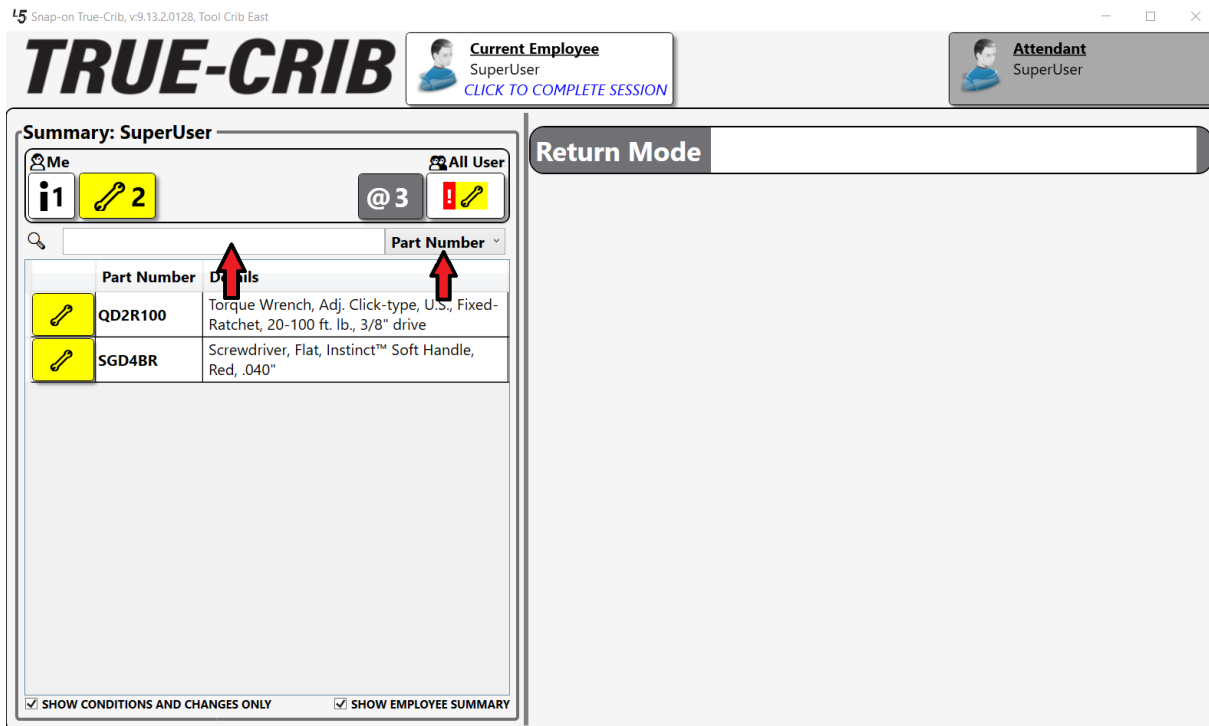 Snap-on True-Crib, v:9.13.2.0128, Tool Crib East
TRUE-CRIB
Current Employee
SuperUser
CLICK TO COMPLETE SESSION
Attendant
SuperUser
Summary: SuperUser
Me
All User
i1
2
@3
!
Part Number
Part Number
Details
QD2R100
Torque Wrench, Adj. Click-type, U.S., Fixed-
Ratchet, 20-100 ft. lb., 3/8" drive
SGD4BR
Screwdriver, Flat, Instinct™ Soft Handle,
Red, .040"
SHOW CONDITIONS AND CHANGES ONLY
SHOW EMPLOYEE SUMMARY
Return Mode